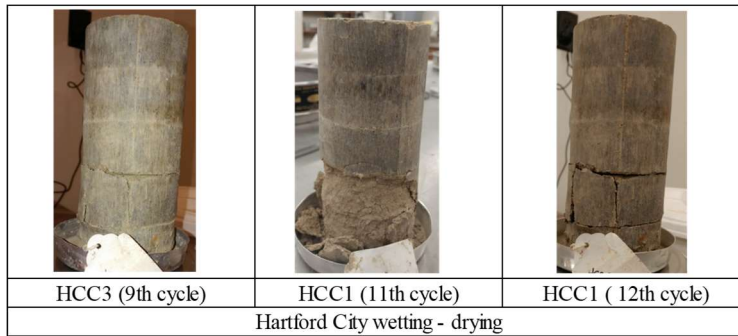 HCC3 (9th cycle)
HCC1 (11th cycle)
HCC1 ( 12th cycle)
Hartford City wetting - drying